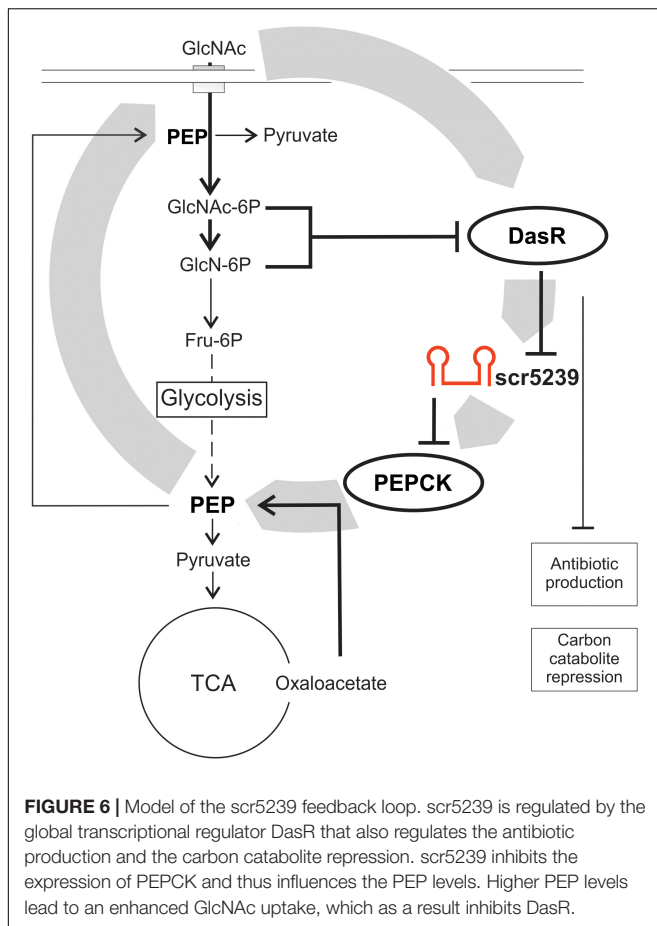 GlcNAc
PEP
Pyruvate
GlcNAc-6P
DasR
GlcN-6P
Fru-6P
scr5239
Glycolysis
PEPCK
PEP
Pyruvate
Antibiotic
production
TCA
Oxaloacetate
Carbon
catabolite
repression
FIGURE 6 | Model of the scr5239 feedback loop. scr5239 is regulated by the
global transcriptional regulator DasR that also regulates the antibiotic
production and the carbon catabolite repression. scr5239 inhibits the
expression of PEPCK and thus influences the PEP levels. Higher PEP levels
lead to an enhanced GlcNAc uptake, which as a result inhibits DasR.